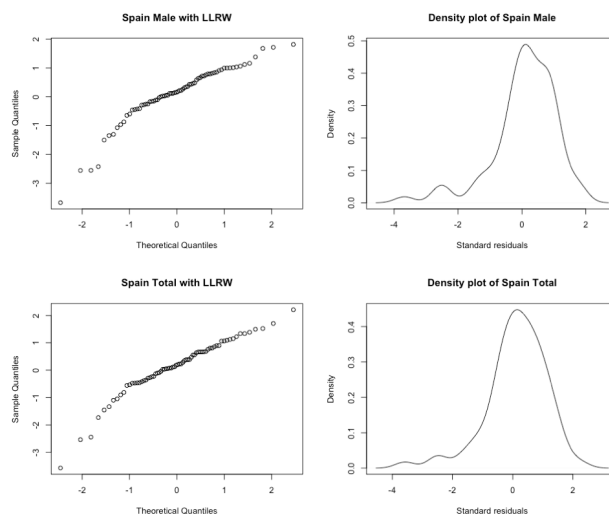 Spain Male with LLRW
Sample Quantiles
2
1
0
-1
-2
-3
-2 -1 0 1 2
Theoretical Quantiles
Density plot of Spain Male
Density
0.5
0.4
0.3
0.2
0.1
0.0
-4 -2 0 2
Standard residuals
Spain Total with LLRW
Sample Quantiles
2
1
0
-1
-2
-3
-2 -1 0 1 2
Theoretical Quantiles
Density plot of Spain Total
Density
0.4
0.3
0.2
0.1
0.0
-4 -2 0 2
Standard residuals